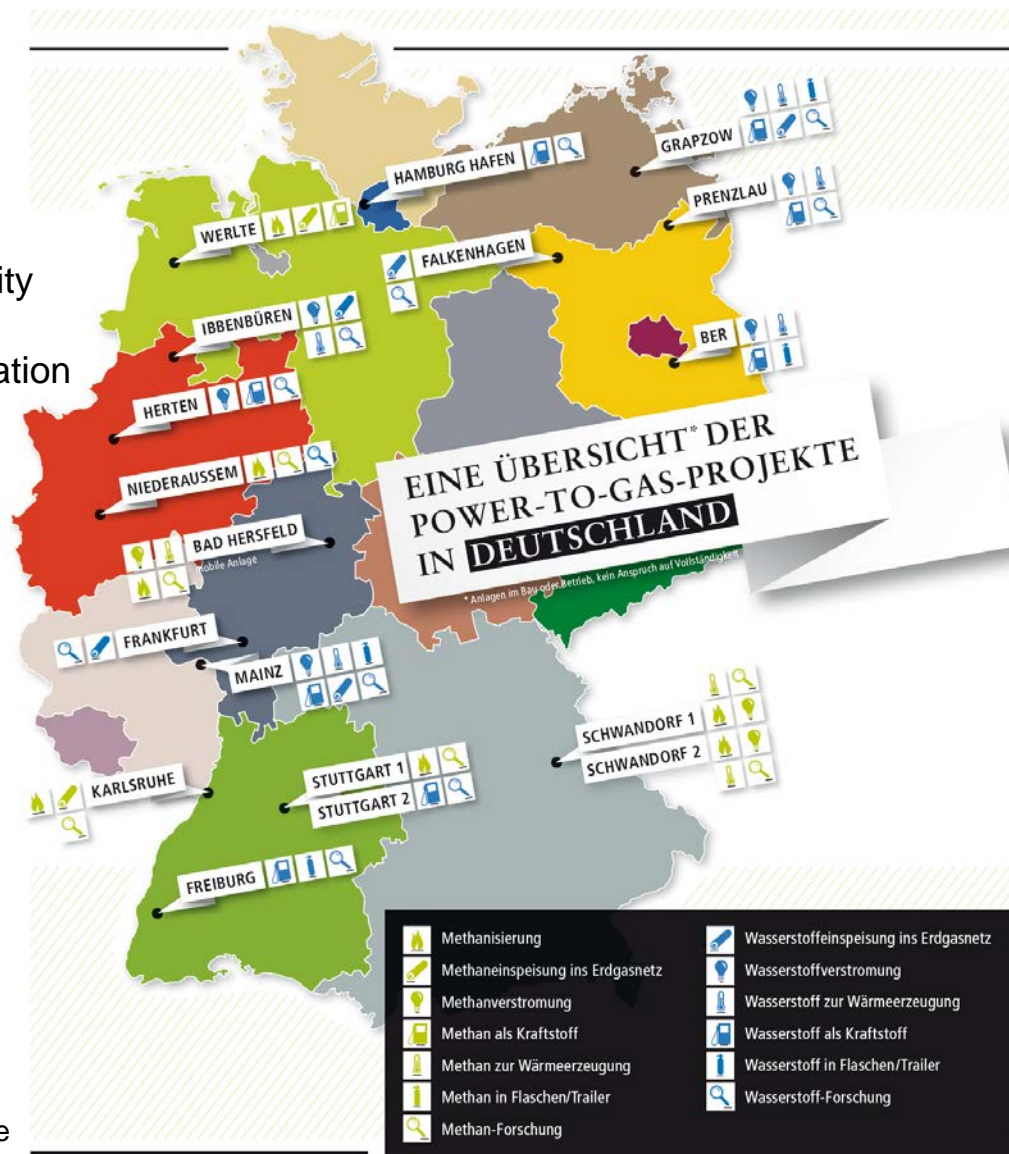 HAMBURG HAFEN
GRAPZOW
PRENZLAU
WERLTE
FALKENHAGEN
ity
IBBENBÜREN
BER
ation
HERTEN
NIEDERAUSSEM
EINE ÜBERSICHT* DER
POWER-TO-GAS-PROJEKTE
IN DEUTSCHLAND
* Anlagen im Bau oder Betrieb, kein Anspruch auf Vollständigkeit
BAD HERSFELD
mobile Anlage
FRANKFURT
MAINZ
SCHWANDORF 1
SCHWANDORF 2
KARLSRUHE
STUTTGART 1
STUTTGART 2
FREIBURG
Methanisierung
Methaneinspeisung ins Erdgasnetz
Methanverstromung
Methan als Kraftstoff
Methan zur Wärmeerzeugung
Methan in Flaschen/Trailer
Methan-Forschung
Wasserstoffeinspeisung ins Erdgasnetz
Wasserstoffverstromung
Wasserstoff zur Wärmeerzeugung
Wasserstoff als Kraftstoff
Wasserstoff in Flaschen/Trailer
Wasserstoff-Forschung
e